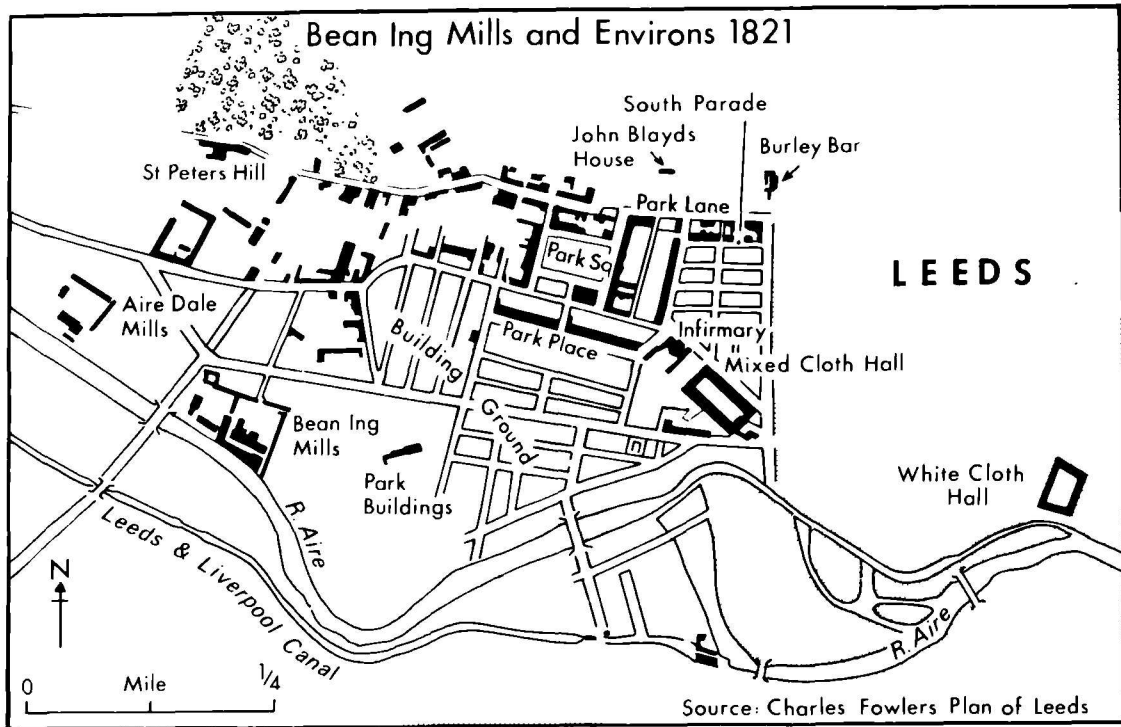 Bean Ing Mills and Environs 1821
South Parade
John Blayds
House
Burley Bar
St Peters Hill
Park Lane
LEEDS
Park Sq
Aire Dale
Mills
Infirmary
Park Place
Mixed Cloth Hall
Building
Ground
Bean Ing
Mills
Park
Buildings
White Cloth
Hall
R. Aire
Leeds & Liverpool Canal
R. Aire
N
0 Mile 1/4
Source: Charles Fowlers Plan of Leeds